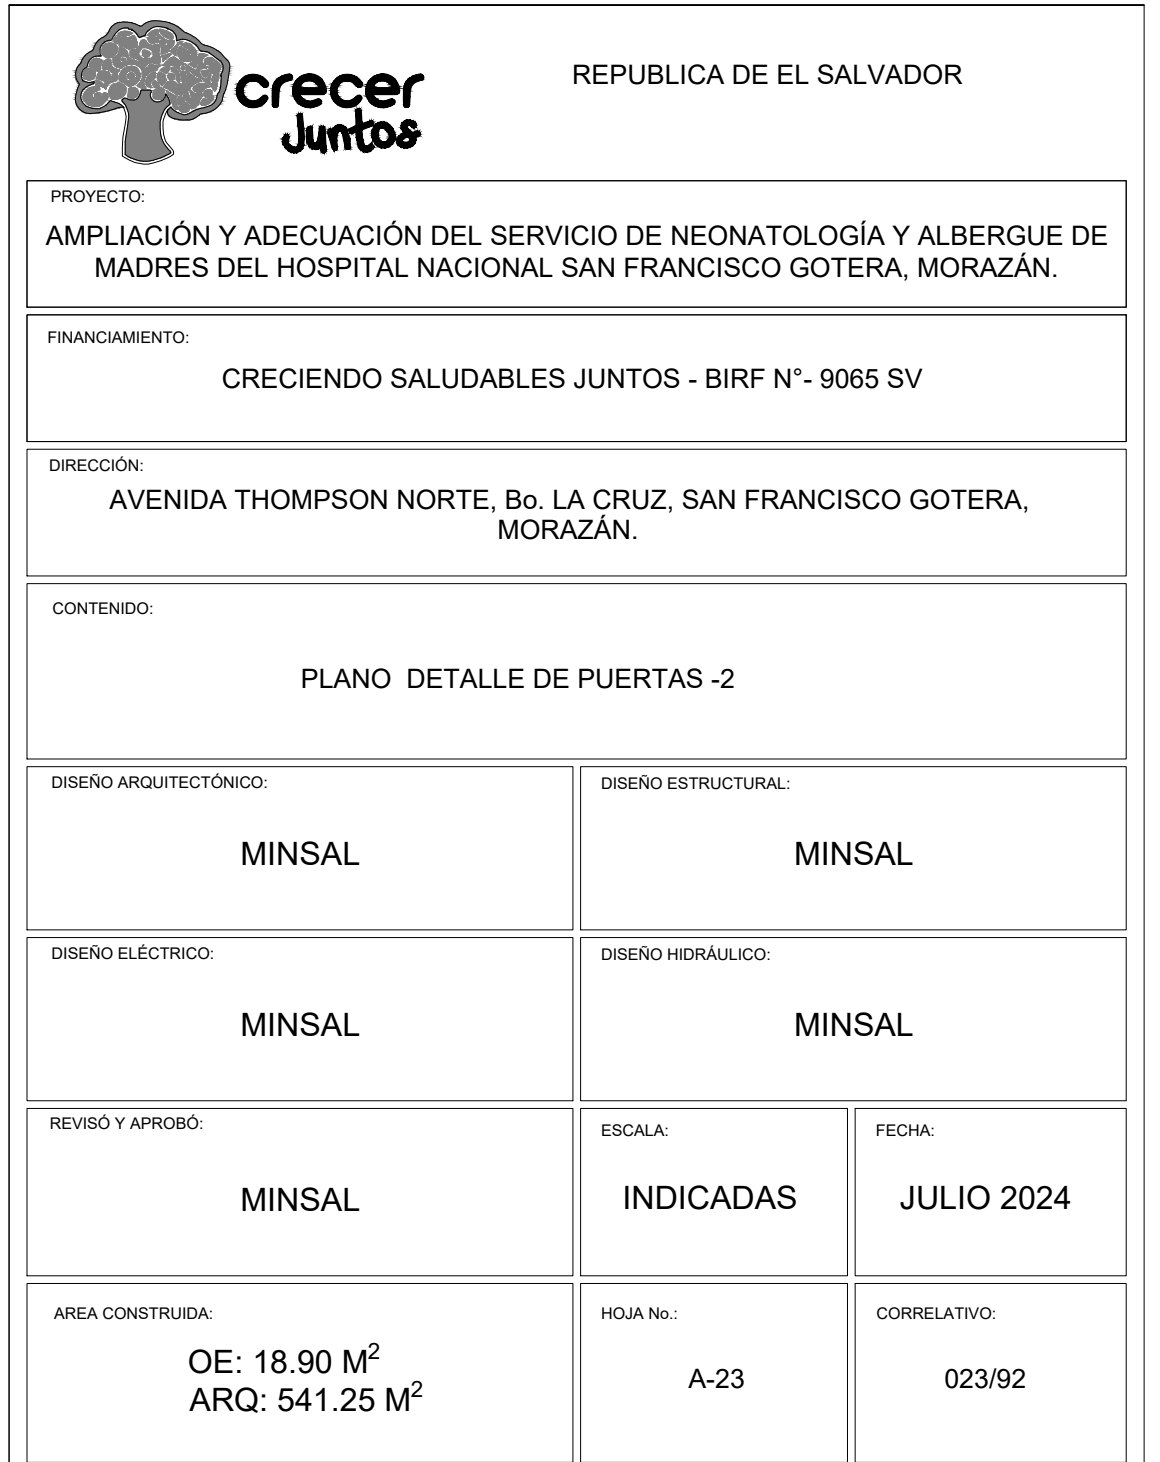 crecer
Juntos
REPUBLICA DE EL SALVADOR
PROYECTO:
AMPLIACIÓN Y ADECUACIÓN DEL SERVICIO DE NEONATOLOGÍA Y ALBERGUE DE
MADRES DEL HOSPITAL NACIONAL SAN FRANCISCO GOTERA, MORAZÁN.
FINANCIAMIENTO:
CRECIENDO SALUDABLES JUNTOS - BIRF N°- 9065 SV
DIRECCIÓN:
AVENIDA THOMPSON NORTE, Bo. LA CRUZ, SAN FRANCISCO GOTERA,
MORAZÁN.
CONTENIDO:
PLANO DETALLE DE PUERTAS -2
DISEÑO ARQUITECTÓNICO:
MINSAL
DISEÑO ESTRUCTURAL:
MINSAL
DISEÑO ELÉCTRICO:
MINSAL
DISEÑO HIDRÁULICO:
MINSAL
REVISÓ Y APROBÓ:
MINSAL
ESCALA:
INDICADAS
FECHA:
JULIO 2024
AREA CONSTRUIDA:
OE: 18.90 M²
ARQ: 541.25 M²
HOJA No.:
A-23
CORRELATIVO:
023/92